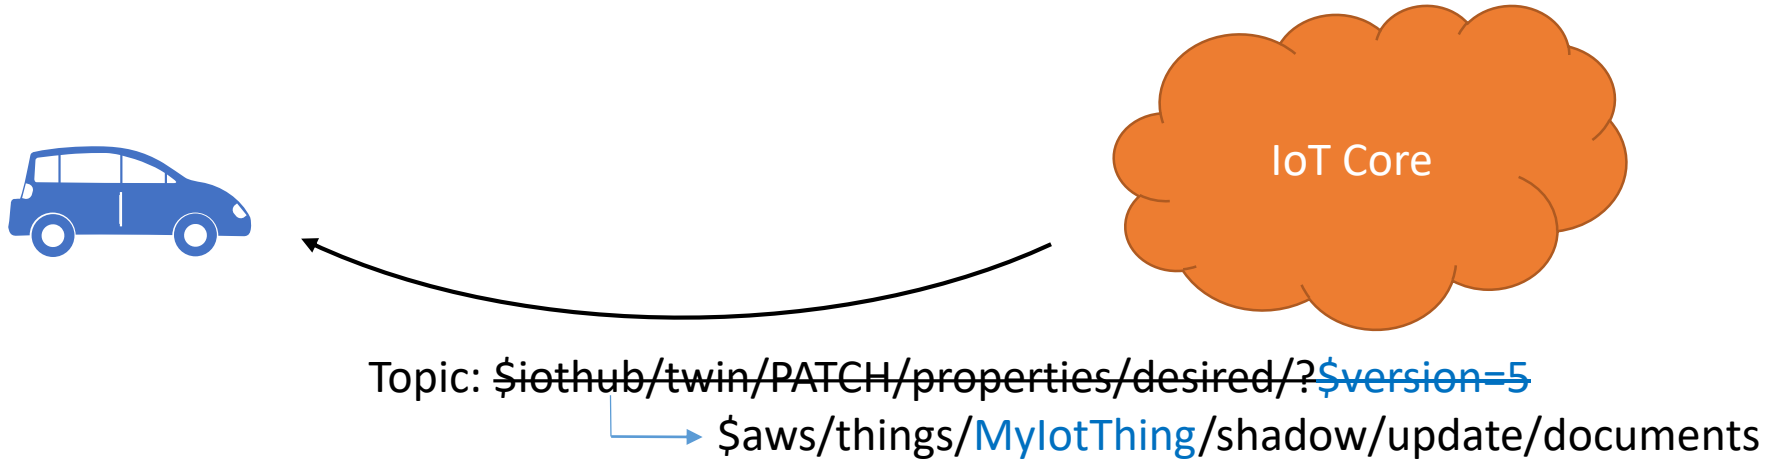 IoT Core
Topic: $iothub/twin/PATCH/properties/desired/?$version=5
$aws/things/MyIotThing/shadow/update/documents